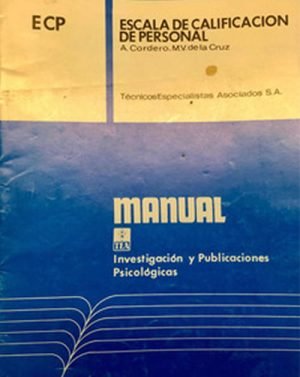 ECP
ESCALA DE CALIFICACION
DE PERSONAL
A. Cordero. M.V. de la Cruz
TécnicosEspecialistas Asociados S.A.
MANUAL
TEA
Investigación y Publicaciones
Psicológicas